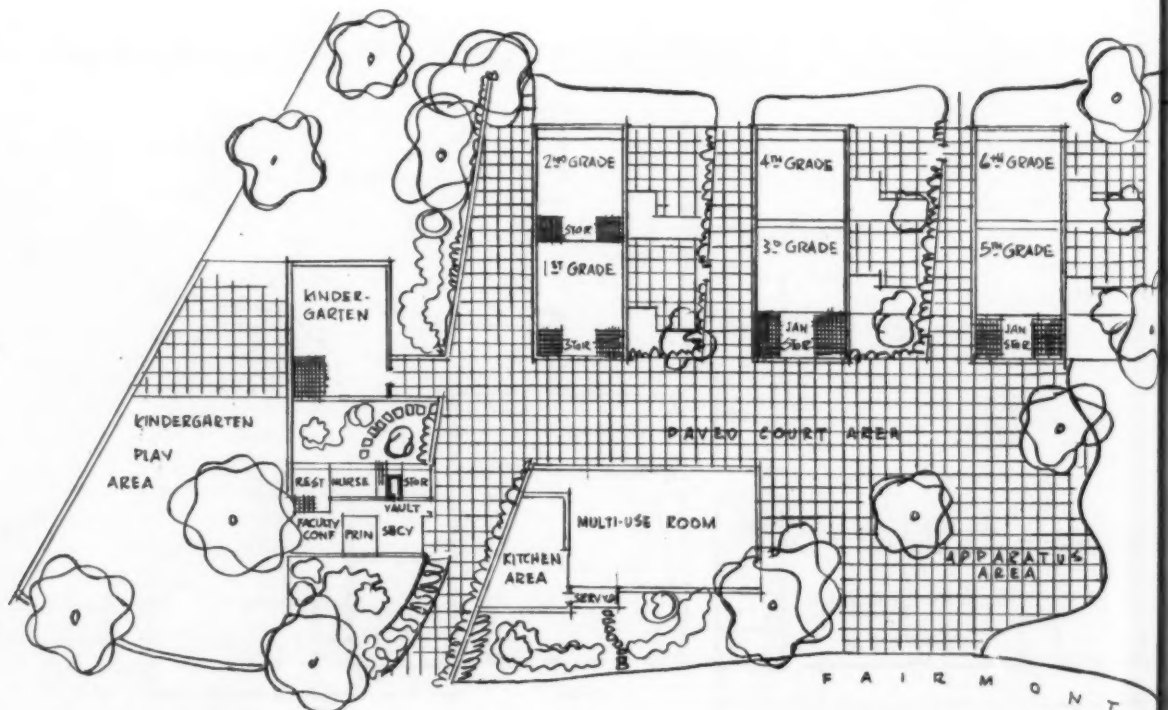 2ND GRADE
4TH GRADE
6TH GRADE
STOR
1ST GRADE
3D GRADE
5TH GRADE
KINDER-
GARTEN
STOR
JAN
STOR
JAN
STOR
KINDERGARTEN
PLAY
AREA
PAVED COURT AREA
REST
NURSE
STOR
VAULT
FACULTY
CONF
PRIN
SECY
MULTI-USE ROOM
KITCHEN
AREA
APPARATUS
AREA
FAIRMONT